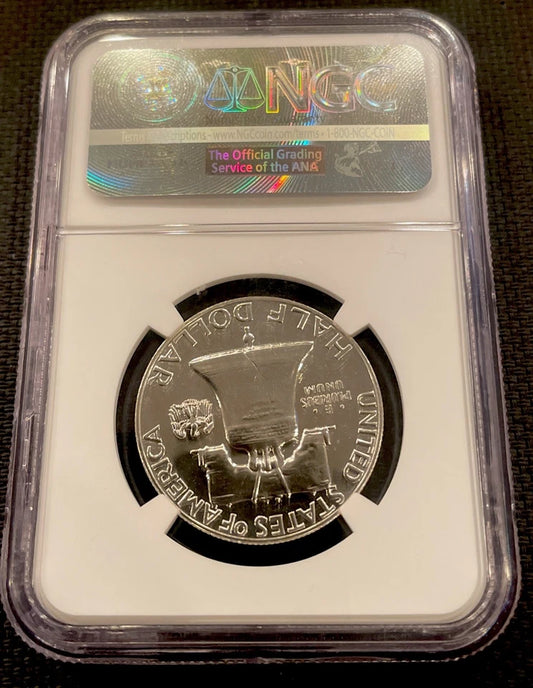 NGC
Descriptions - www.NGCcoin.com/terms • 1-800-NGC-COIN
The Official Grading
Service of the ANA
HALF DOLLAR
E
PLURIBUS
UNUM
UNITED STATES OF AMERICA